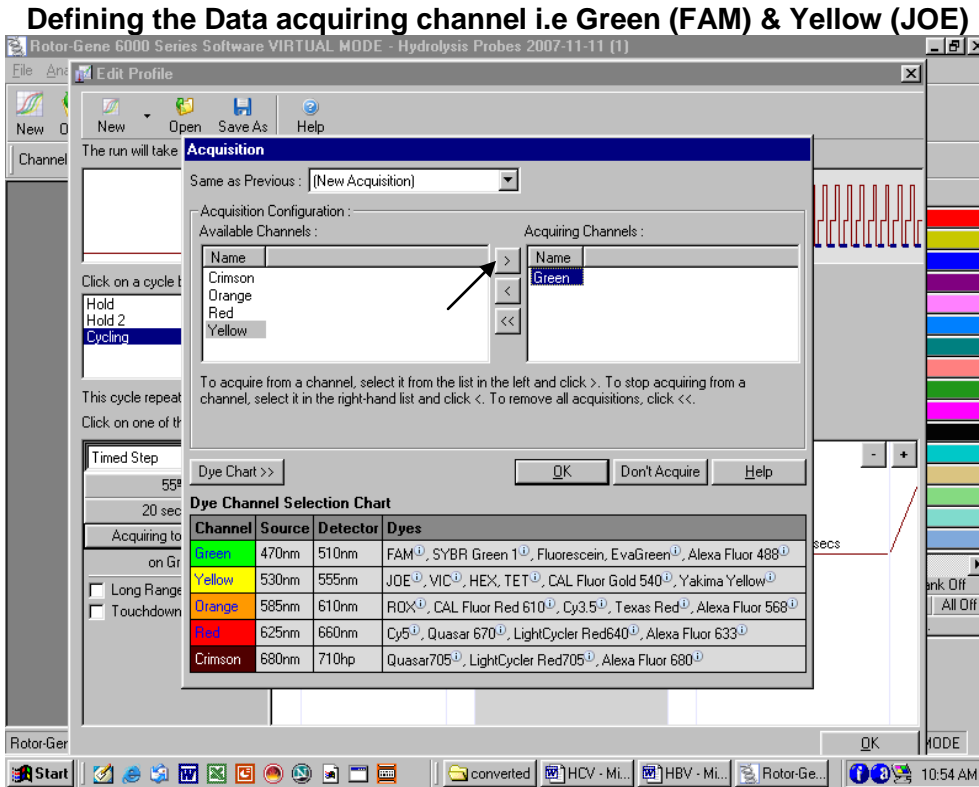 Defining the Data acquiring channel i.e Green (FAM) & Yellow (JOE)
Rotor-Gene 6000 Series Software VIRTUAL MODE - Hydrolysis Probes 2007-11-11 (1)
File Ana
Edit Profile
New
New Open Save As Help
Channel
The run will take
Acquisition
Same as Previous : (New Acquisition)
Acquisition Configuration :
Available Channels :
Acquiring Channels :
Name
>
Name
Crimson
Green
Orange
<
Red
Yellow
<<
Click on a cycle b
Hold
Hold 2
Cycling
To acquire from a channel, select it from the list in the left and click >. To stop acquiring from a
channel, select it in the right-hand list and click <. To remove all acquisitions, click <<.
This cycle repeat
Click on one of th
Timed Step
- +
Dye Chart >> OK Don't Acquire Help
55º
20 sec
Acquiring to
on Gr
Long Range
Touchdown
secs
Dye Channel Selection Chart
Channel Source Detector Dyes
Green 470nm 510nm FAM, SYBR Green 1, Fluorescein, EvaGreen, Alexa Fluor 488
Yellow 530nm 555nm JOE, VIC, HEX, TET, CAL Fluor Gold 540, Yakima Yellow
Orange 585nm 610nm ROX, CAL Fluor Red 610, Cy3.5, Texas Red, Alexa Fluor 568
Red 625nm 660nm Cy5, Quasar 670, LightCycler Red640, Alexa Fluor 633
Crimson 680nm 710hp Quasar705, LightCycler Red705, Alexa Fluor 680
ank Off
All Off
OK
Rotor-Ger
MODE
Start converted HCV - Mi... HBV - Mi... Rotor-Ge... 10:54 AM